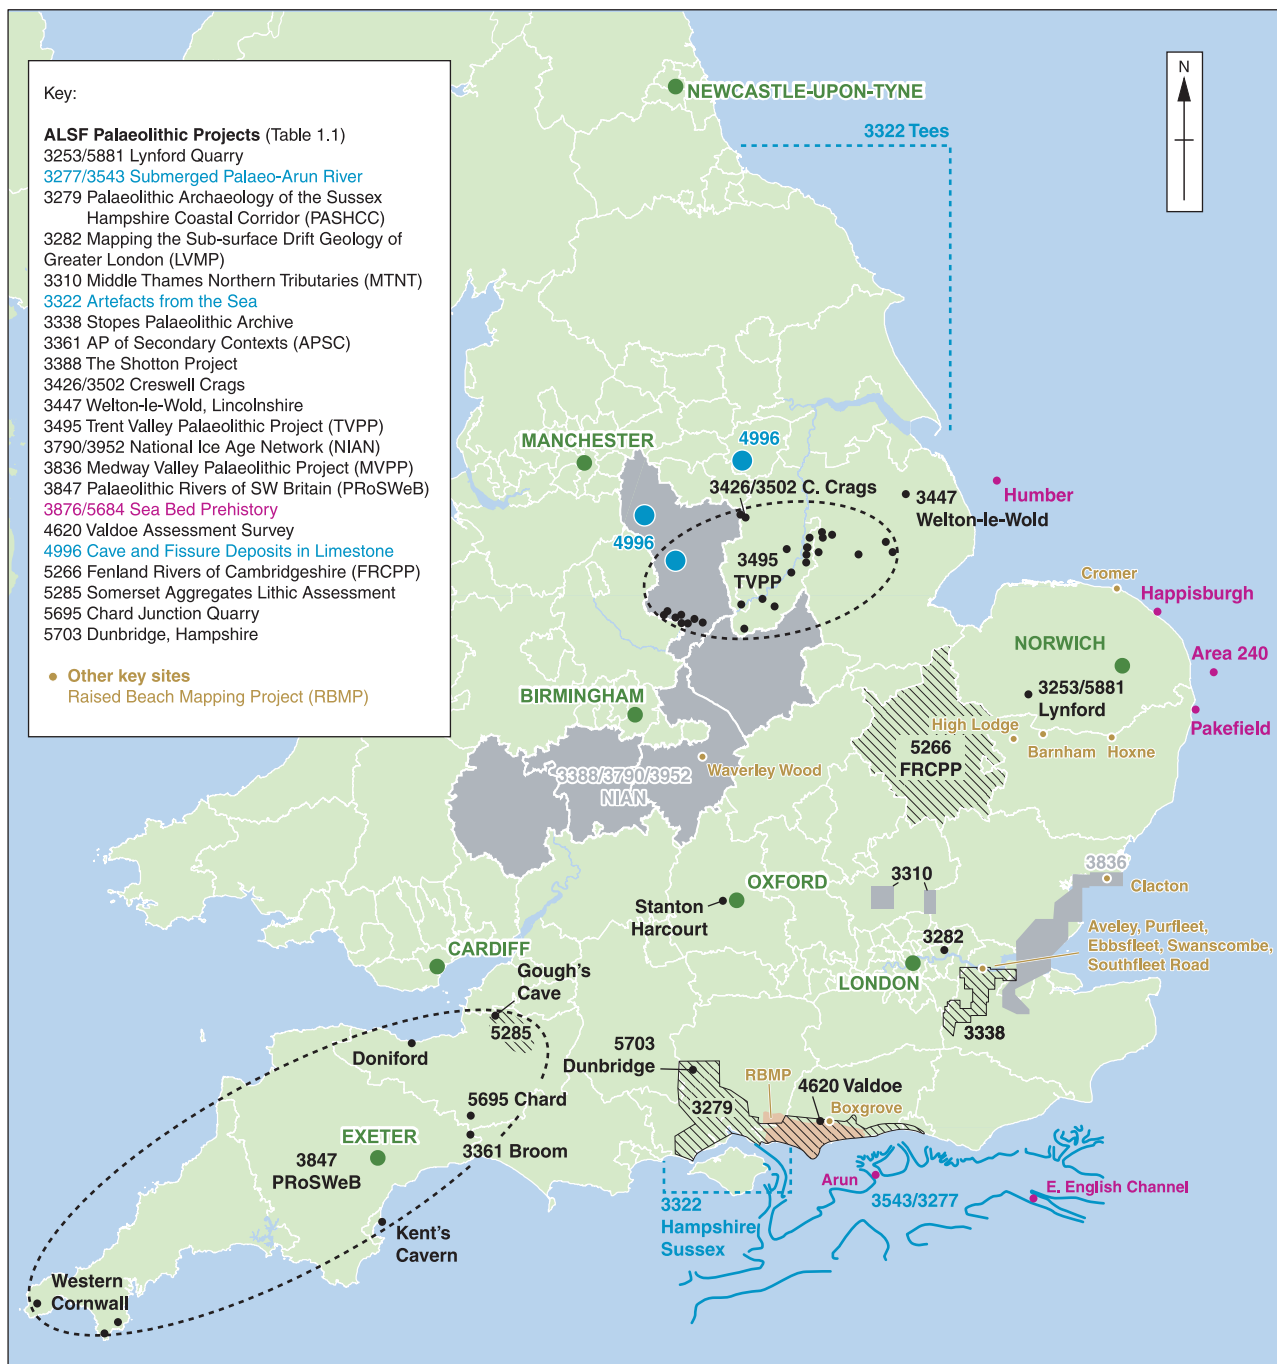 Key:
ALSF Palaeolithic Projects (Table 1.1)
3253/5881 Lynford Quarry
3277/3543 Submerged Palaeo-Arun River
3279 Palaeolithic Archaeology of the Sussex
Hampshire Coastal Corridor (PASHCC)
3282 Mapping the Sub-surface Drift Geology of
Greater London (LVMP)
3310 Middle Thames Northern Tributaries (MTNT)
3322 Artefacts from the Sea
3338 Stopes Palaeolithic Archive
3361 AP of Secondary Contexts (APSC)
3388 The Shotton Project
3426/3502 Creswell Crags
3447 Welton-le-Wold, Lincolnshire
3495 Trent Valley Palaeolithic Project (TVPP)
3790/3952 National Ice Age Network (NIAN)
3836 Medway Valley Palaeolithic Project (MVPP)
3847 Palaeolithic Rivers of SW Britain (PRoSWeB)
3876/5684 Sea Bed Prehistory
4620 Valdoe Assessment Survey
4996 Cave and Fissure Deposits in Limestone
5266 Fenland Rivers of Cambridgeshire (FRCPP)
5285 Somerset Aggregates Lithic Assessment
5695 Chard Junction Quarry
5703 Dunbridge, Hampshire
Other key sites
Raised Beach Mapping Project (RBMP)
N
NEWCASTLE-UPON-TYNE
3322 Tees
MANCHESTER
4996
3426/3502 C. Crags
3447
Welton-le-Wold
Humber
4996
3495
TVPP
Cromer
Happisburgh
NORWICH
Area 240
3253/5881
Lynford
Pakefield
BIRMINGHAM
High Lodge
Barnham
Hoxne
5266
FRCPP
Waverley Wood
3388/3790/3952
NIAN
3836
Clacton
3310
OXFORD
Stanton
Harcourt
Aveley, Purfleet,
Ebbsfleet, Swanscombe,
Southfleet Road
3282
CARDIFF
LONDON
Gough's
Cave
5285
3338
Doniford
5703
Dunbridge
RBMP
4620 Valdoe
Boxgrove
3279
5695 Chard
EXETER
3361 Broom
3847
PRoSWeB
Arun
3543/3277
E. English Channel
3322
Hampshire
Sussex
Kent's
Cavern
Western
Cornwall